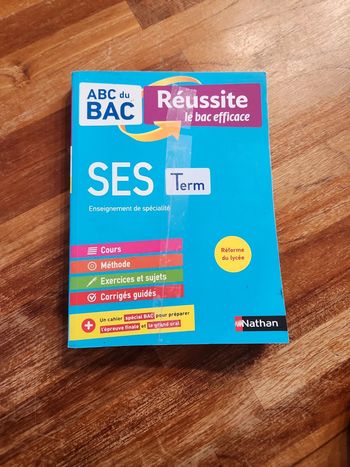 ABC du
BAC
Réussite
le bac efficace
SES Term
Enseignement de spécialité
Cours
Méthode
Exercices et sujets
Corrigés guidés
Réforme
du lycée
+ Un cahier spécial BAC pour préparer
l'épreuve finale et le grand oral
Nathan